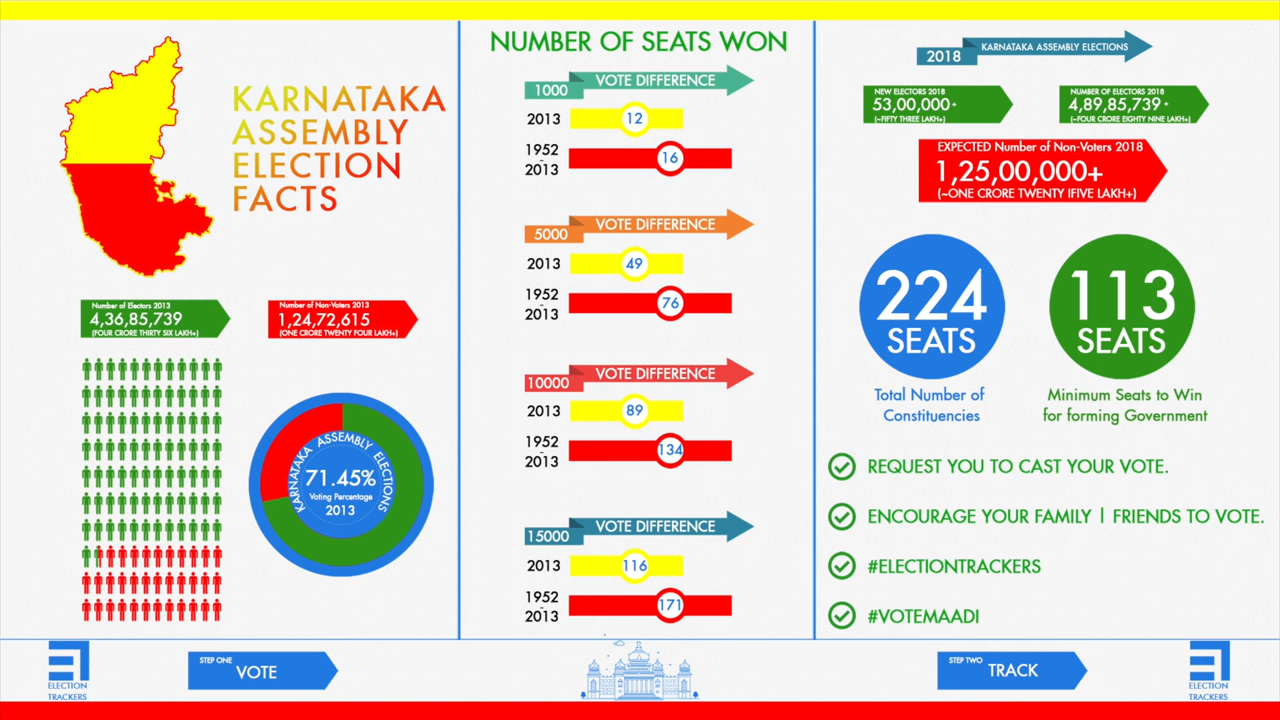 KARNATAKA
ASSEMBLY
ELECTION
FACTS
Number of Electors 2013
4,36,85,739
(FOUR CRORE THIRTY SIX LAKH+)
Number of Non-Voters 2013
1,24,72,615
(ONE CRORE TWENTY FOUR LAKH+)
KARNATAKA ASSEMBLY ELECTIONS
71.45%
Voting Percentage
2013
NUMBER OF SEATS WON
1000 VOTE DIFFERENCE
2013 12
1952 - 2013 16
5000 VOTE DIFFERENCE
2013 49
1952 - 2013 76
10000 VOTE DIFFERENCE
2013 89
1952 - 2013 134
15000 VOTE DIFFERENCE
2013 116
1952 - 2013 171
2018 KARNATAKA ASSEMBLY ELECTIONS
NEW ELECTORS 2018
53,00,000+
(~FIFTY THREE LAKH+)
NUMBER OF ELECTORS 2018
4,89,85,739+
(~FOUR CRORE EIGHTY NINE LAKH+)
EXPECTED Number of Non-Voters 2018
1,25,00,000+
(~ONE CRORE TWENTY IFIVE LAKH+)
224
SEATS
Total Number of
Constituencies
113
SEATS
Minimum Seats to Win
for forming Government
REQUEST YOU TO CAST YOUR VOTE.
ENCOURAGE YOUR FAMILY | FRIENDS TO VOTE.
#ELECTIONTRACKERS
#VOTEMAADI
ELECTION
TRACKERS
STEP ONE
VOTE
STEP TWO
TRACK
ELECTION
TRACKERS